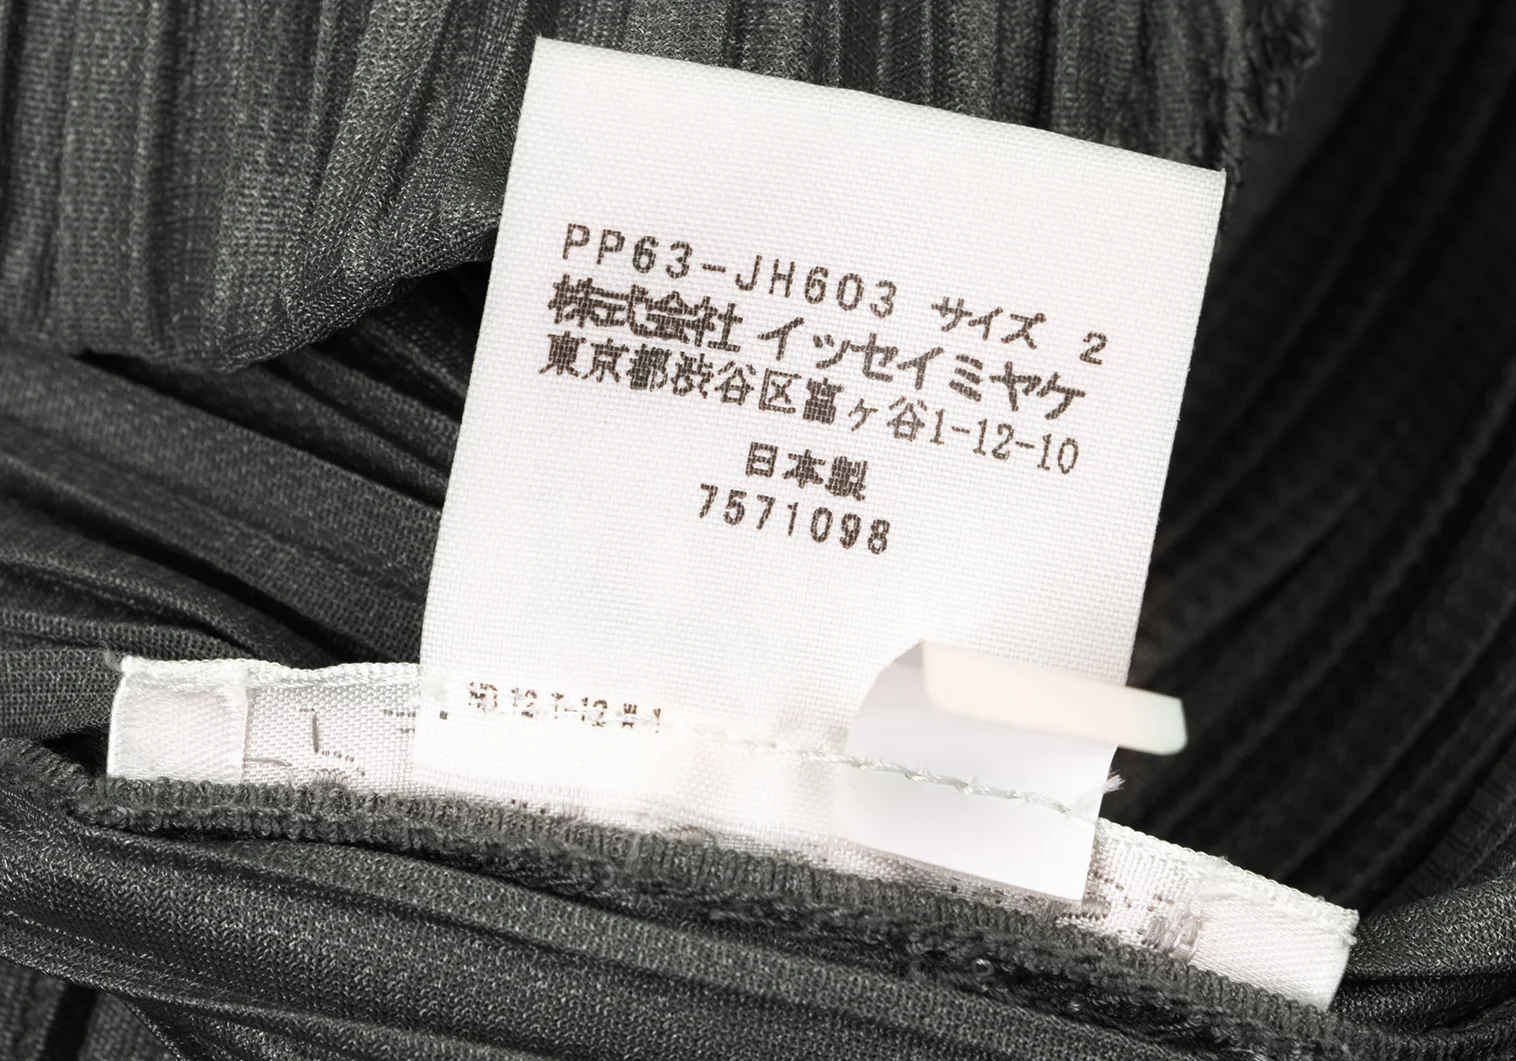 PP63-JH603 サイズ 2
株式会社 イッセイミヤケ
東京都渋谷区富ヶ谷1-12-10
日本製
7571098